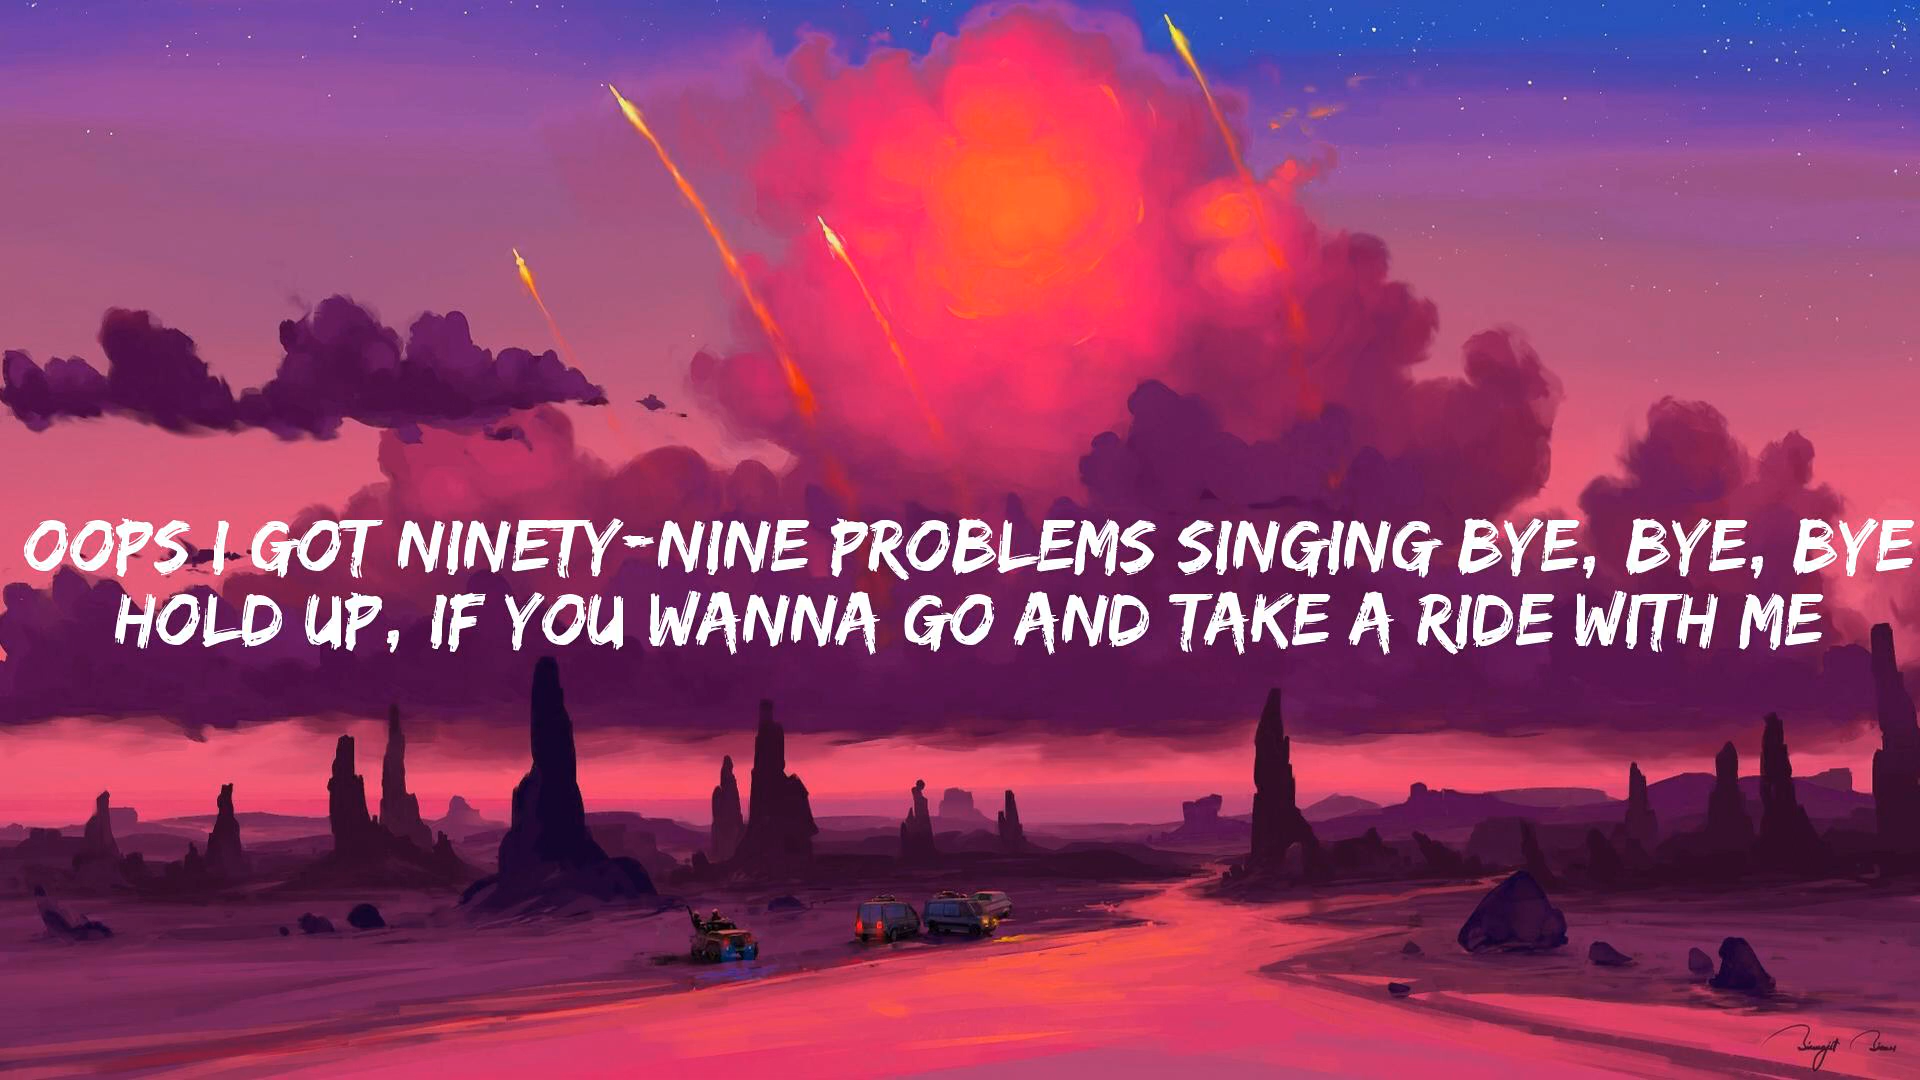 OOPS I GOT NINETY-NINE PROBLEMS SINGING BYE, BYE, BYE
HOLD UP, IF YOU WANNA GO AND TAKE A RIDE WITH ME